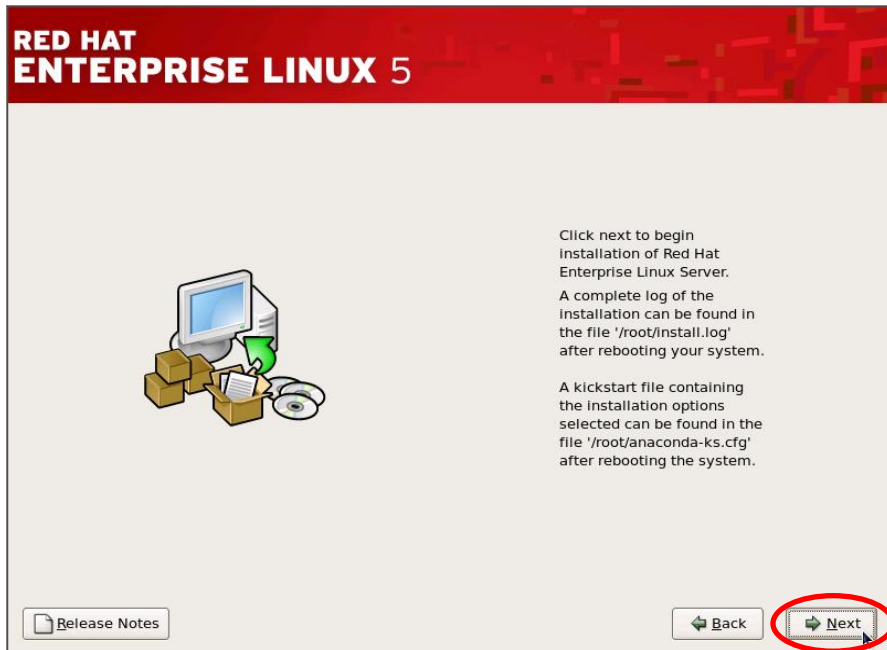 RED HAT
ENTERPRISE LINUX 5
Click next to begin
installation of Red Hat
Enterprise Linux Server.
A complete log of the
installation can be found in
the file '/root/install.log'
after rebooting your system.
A kickstart file containing
the installation options
selected can be found in the
file '/root/anaconda-ks.cfg'
after rebooting the system.
Release Notes
Back
Next